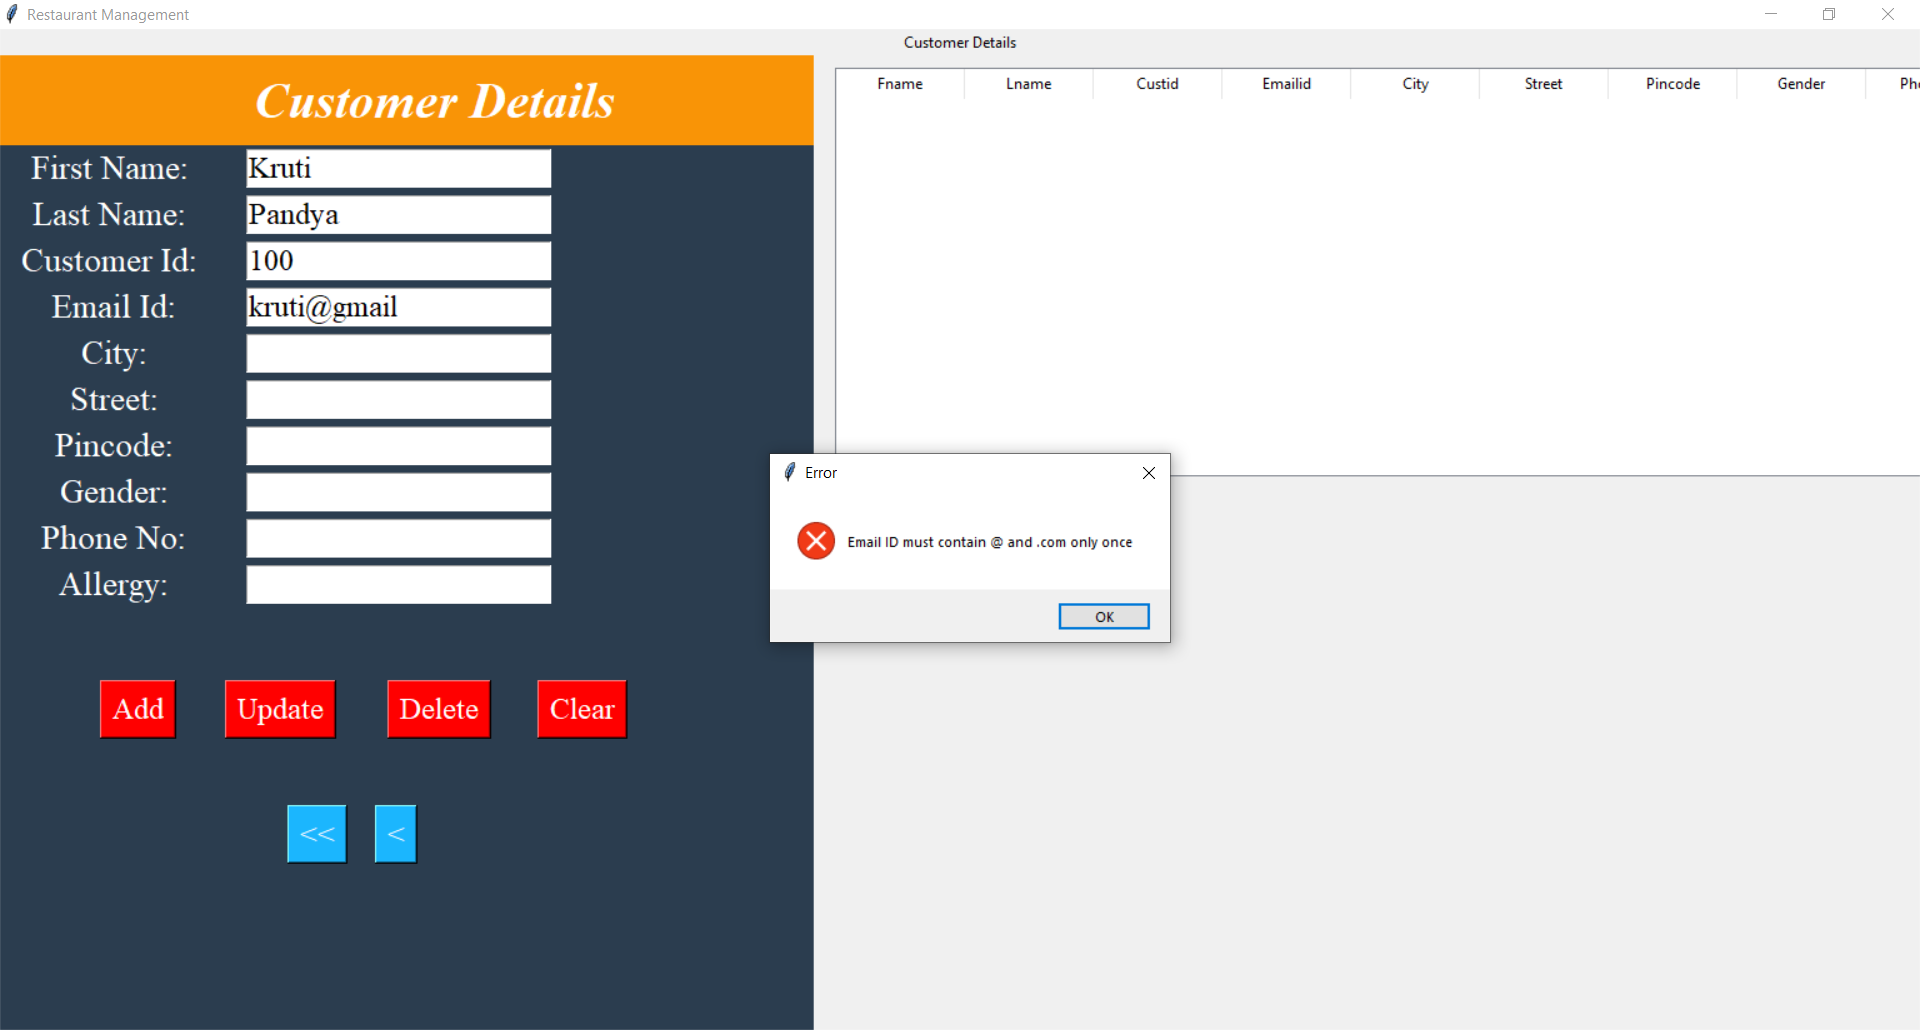 Restaurant Management
Customer Details
Customer Details
First Name: Kruti
Last Name: Pandya
Customer Id: 100
Email Id: kruti@gmail
City:
Street:
Pincode:
Gender:
Phone No:
Allergy:
Add Update Delete Clear
<< <
Fname Lname Custid Emailid City Street Pincode Gender Pho
Error
Email ID must contain @ and .com only once
OK